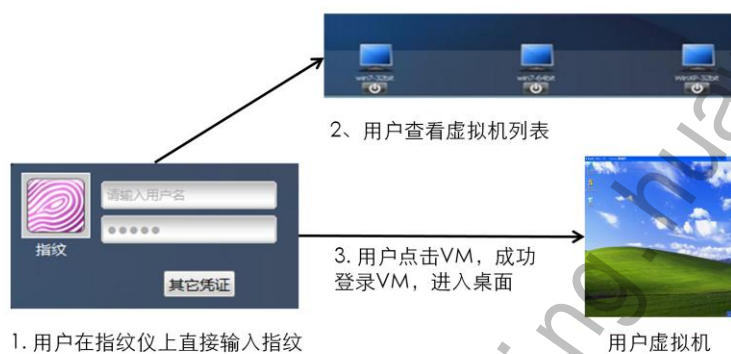 win7-32bit
win7-64bit
WinXP-32bit
2、用户查看虚拟机列表
请输入用户名
指纹
其它凭证
3. 用户点击VM，成功
登录VM，进入桌面
1. 用户在指纹仪上直接输入指纹
用户虚拟机